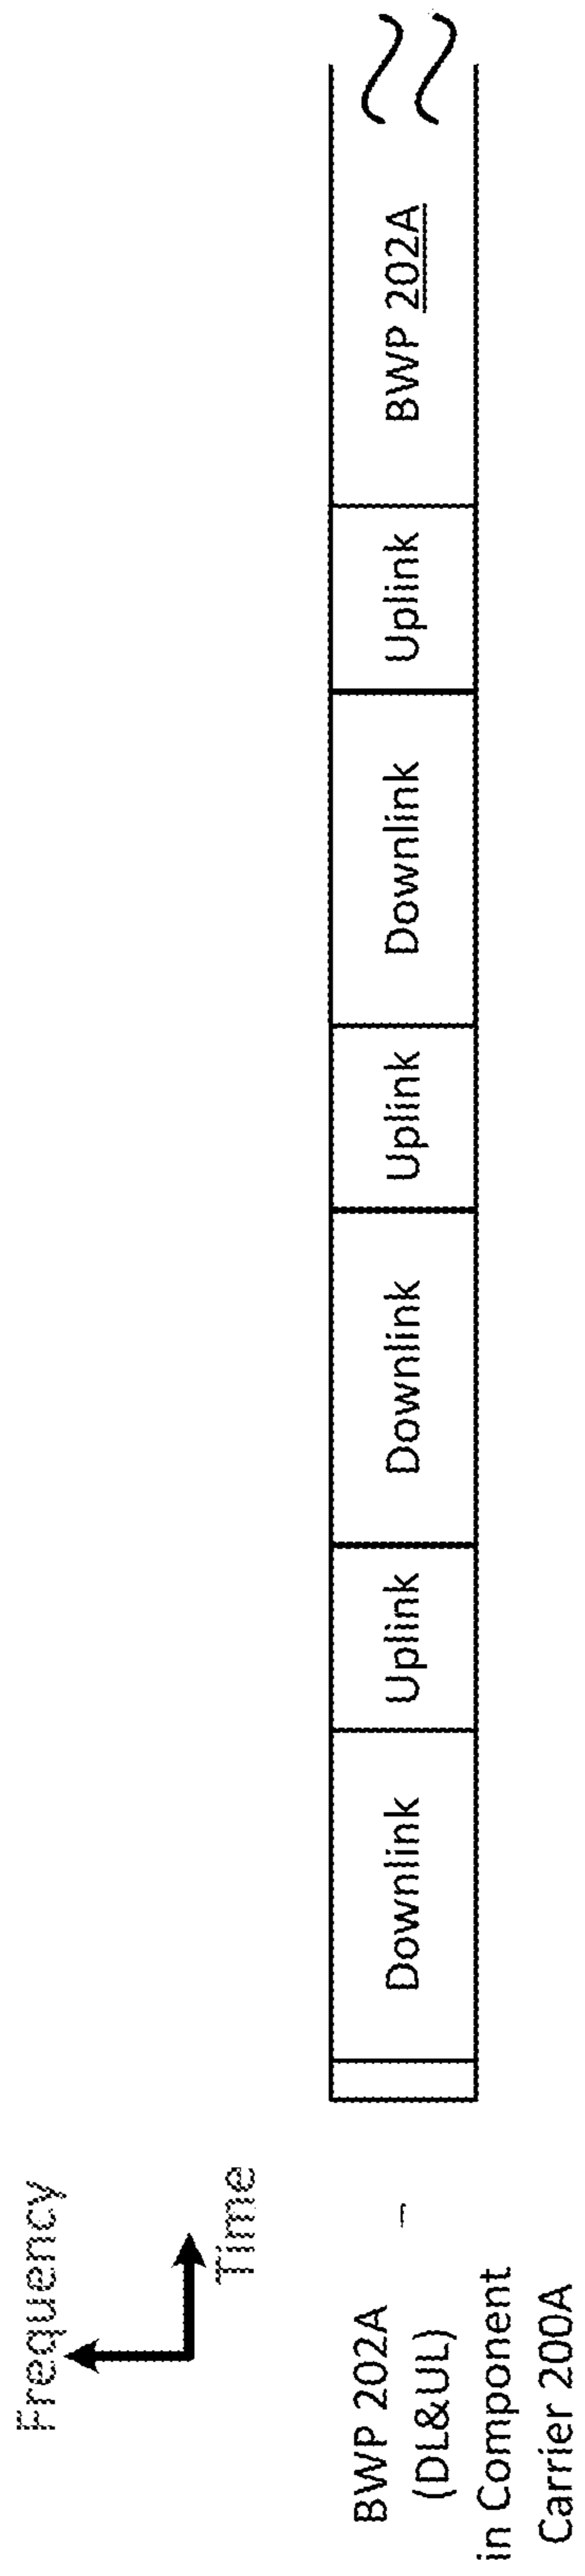 Frequency
Time
BWP 202A
(DL&UL)
in Component
Carrier 200A
Downlink
Uplink
Downlink
Uplink
Downlink
Uplink
BWP 202A